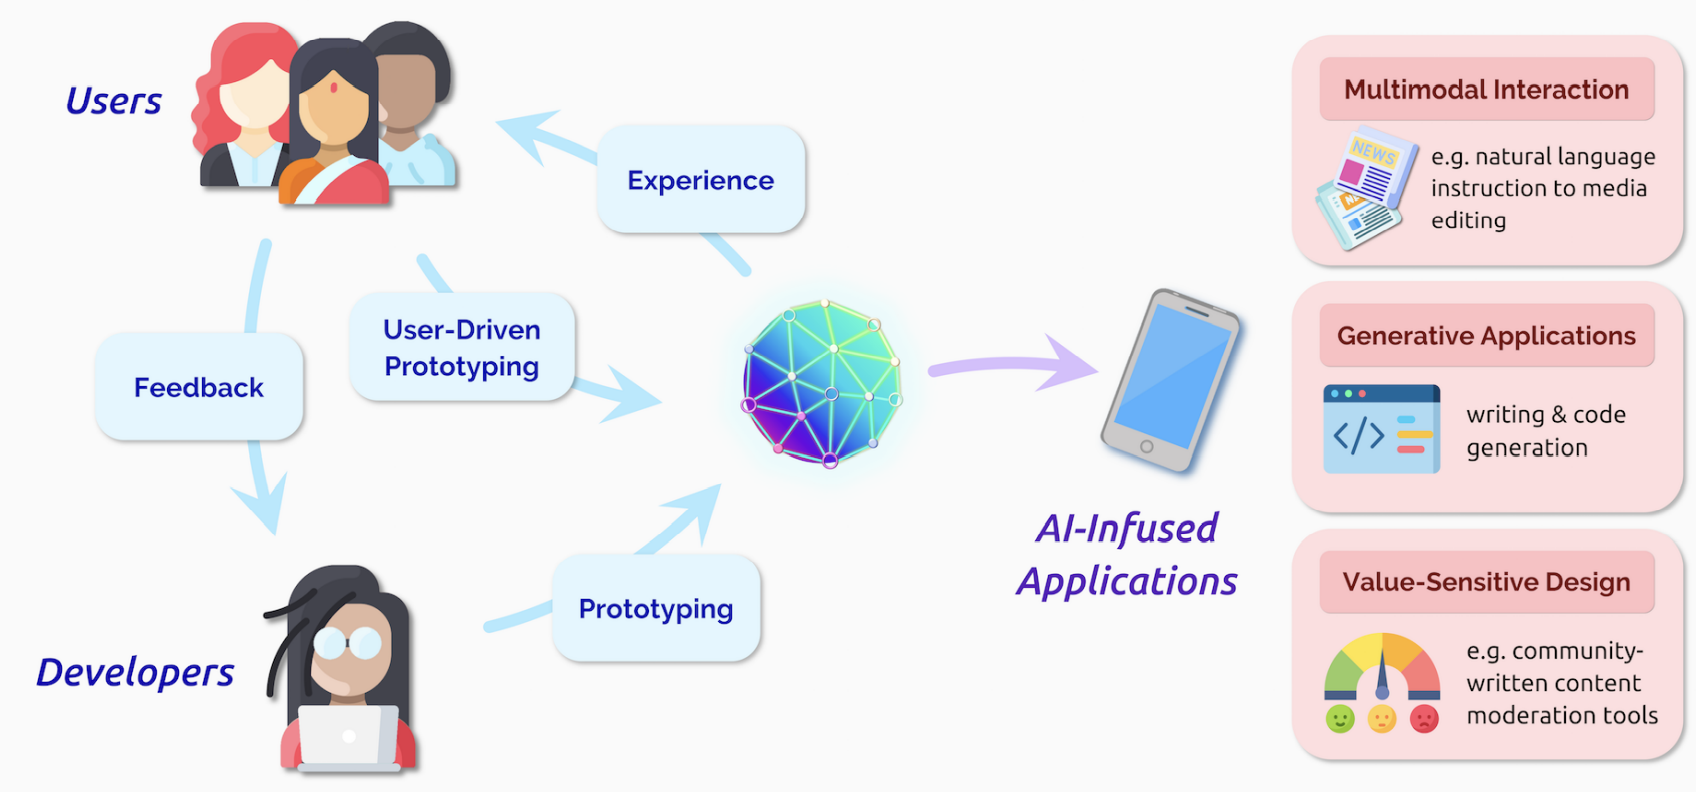 Users
Experience
User-Driven
Prototyping
Feedback
Prototyping
Developers
AI-Infused
Applications
Multimodal Interaction
NEWS
e.g. natural language
instruction to media
editing
Generative Applications
</>
writing & code
generation
Value-Sensitive Design
e.g. community-
written content
moderation tools